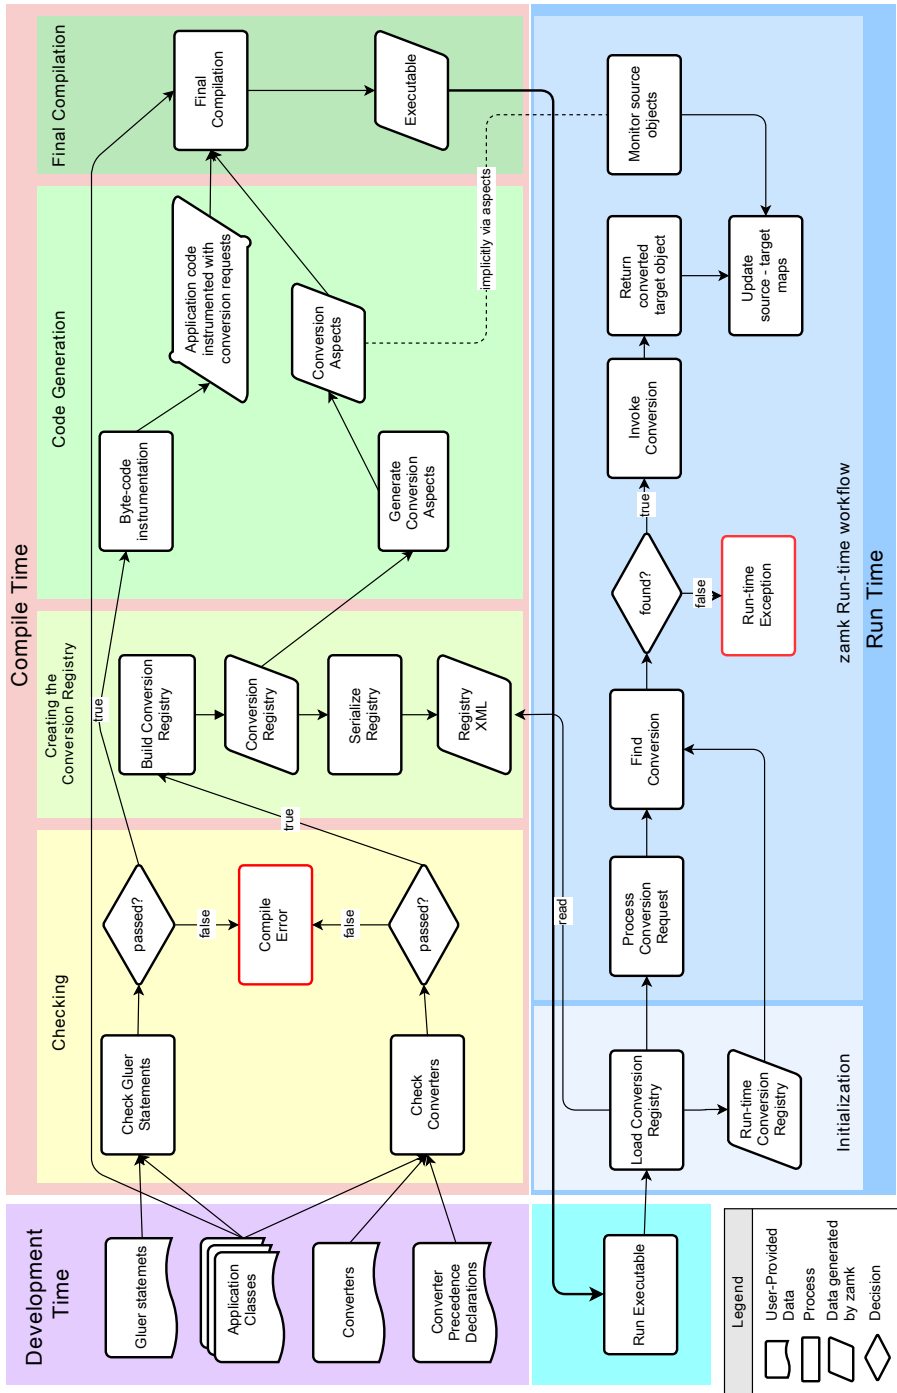 Development
Time
Gluer statemets
Application
Classes
Converters
Converter
Precedence
Declarations
Compile Time
Checking
Check Gluer
Statements
passed?
false
Compile
Error
false
passed?
Check
Converters
true
true
Creating the
Conversion Registry
Build Conversion
Registry
Conversion
Registry
Serialize
Registry
Registry
XML
Code Generation
Byte-code
instrumentation
Application code
instrumented with
conversion requests
Generate
Conversion
Aspects
Conversion
Aspects
Final Compilation
Final
Compilation
Executable
implicitly via aspects
read
Run Executable
Initialization
Load Conversion
Registry
Run-time
Conversion
Registry
zamk Run-time workflow
Run Time
Process
Conversion
Request
Find
Conversion
found?
true
false
Run-time
Exception
Invoke
Conversion
Return
converted
target object
Update
source - target
maps
Monitor source
objects
Legend
User-Provided
Data
Process
Data generated
by zamk
Decision